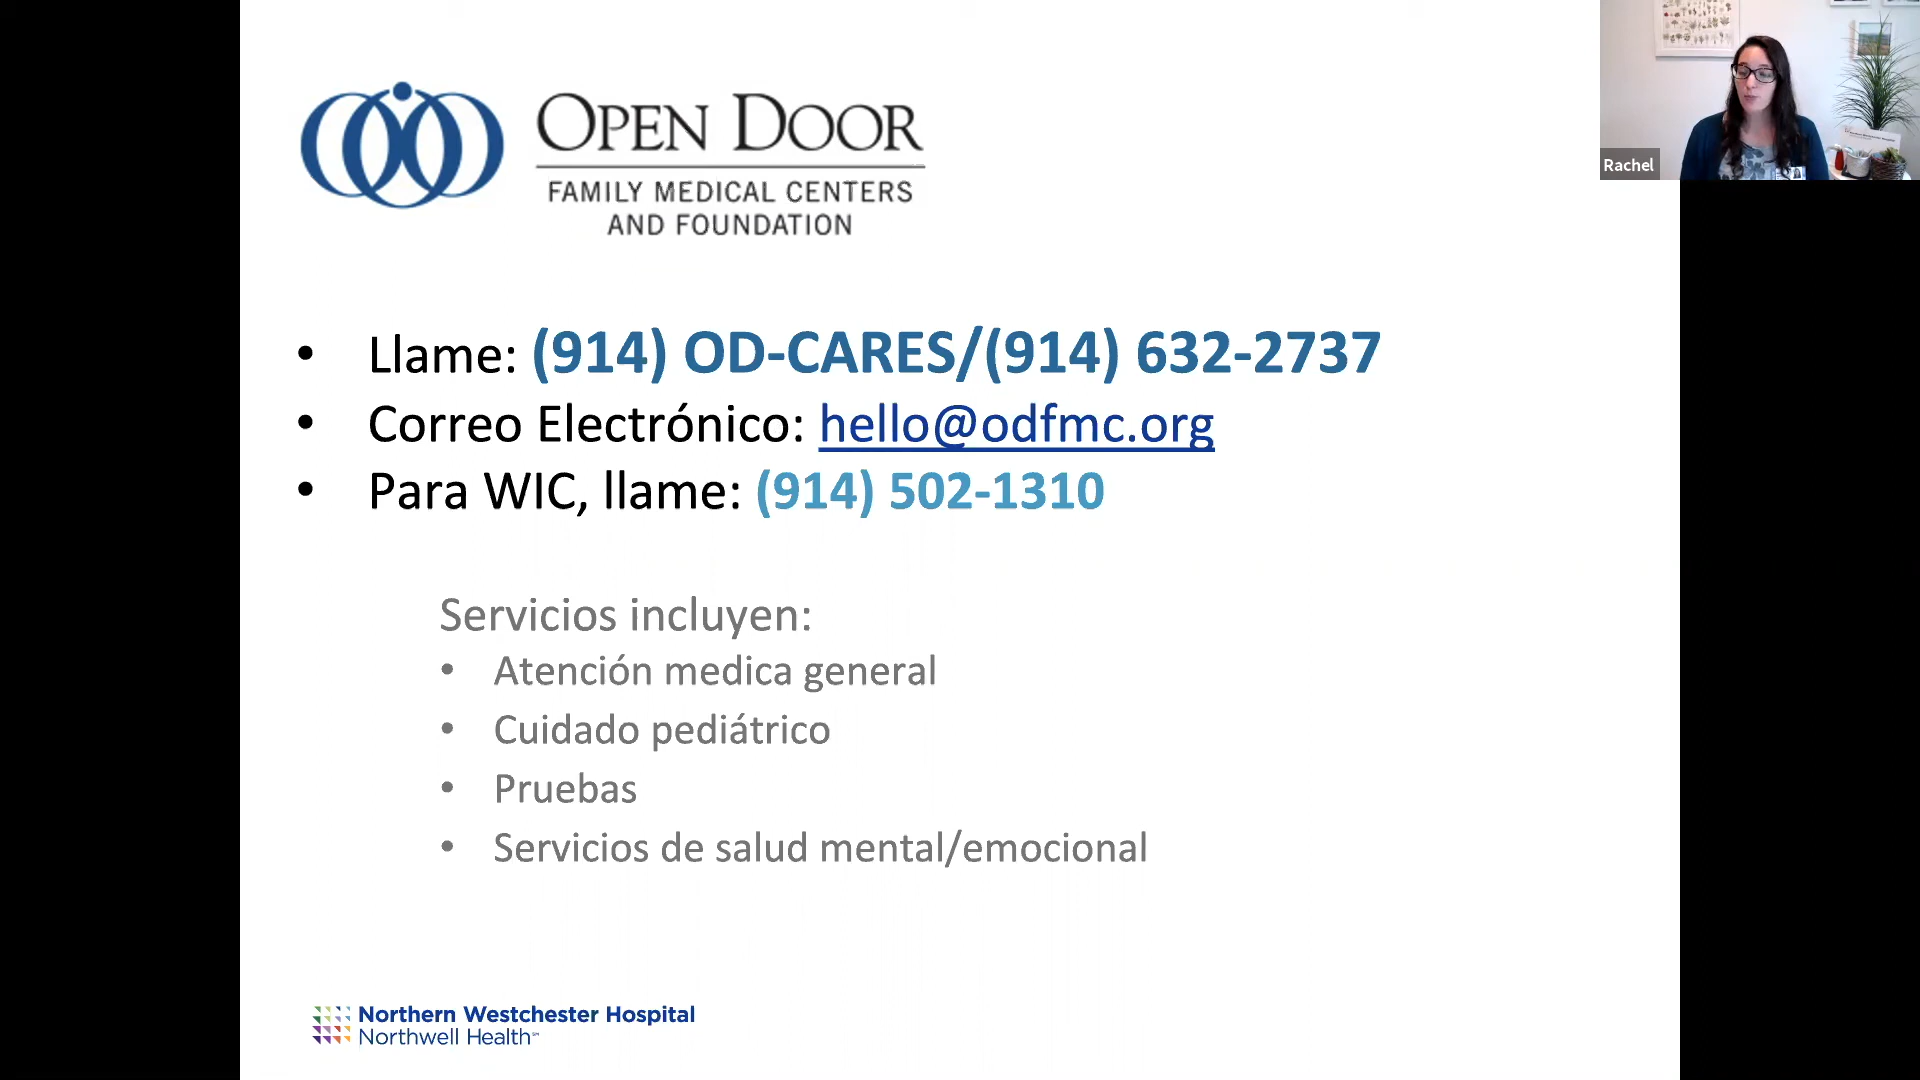 OPEN DOOR
FAMILY MEDICAL CENTERS
AND FOUNDATION
Rachel
• Llame: (914) OD-CARES/(914) 632-2737
• Correo Electrónico: hello@odfmc.org
• Para WIC, llame: (914) 502-1310
Servicios incluyen:
• Atención medica general
• Cuidado pediátrico
• Pruebas
• Servicios de salud mental/emocional
Northern Westchester Hospital
Northwell Health℠